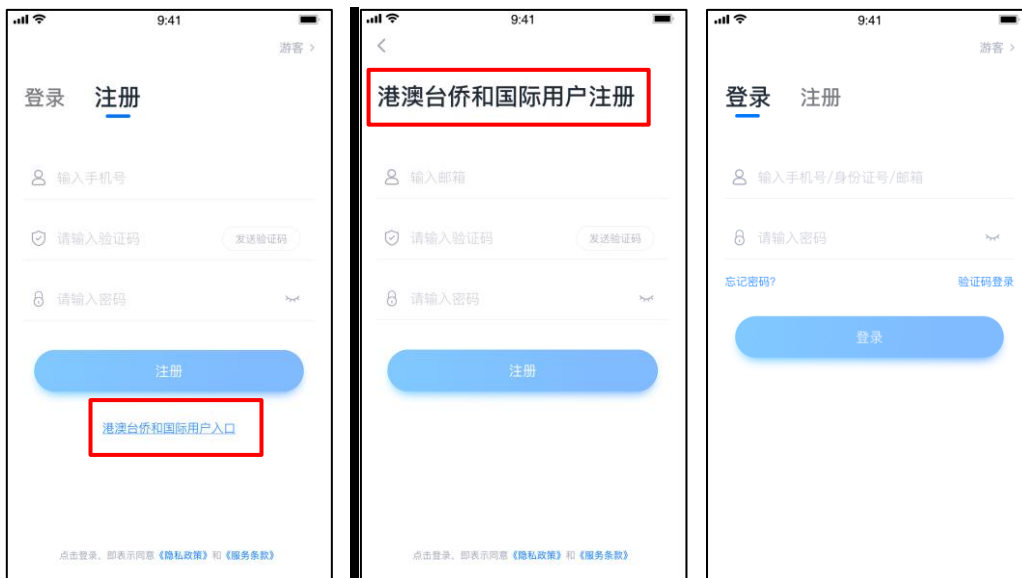 9:41
游客 >
登录 注册
输入手机号
请输入验证码 发送验证码
请输入密码
注册
港澳台侨和国际用户入口
点击登录，即表示同意《隐私政策》和《服务条款》
9:41
港澳台侨和国际用户注册
输入邮箱
请输入验证码 发送验证码
请输入密码
注册
点击登录，即表示同意《隐私政策》和《服务条款》
9:41
游客 >
登录 注册
输入手机号/身份证号/邮箱
请输入密码
忘记密码? 验证码登录
登录